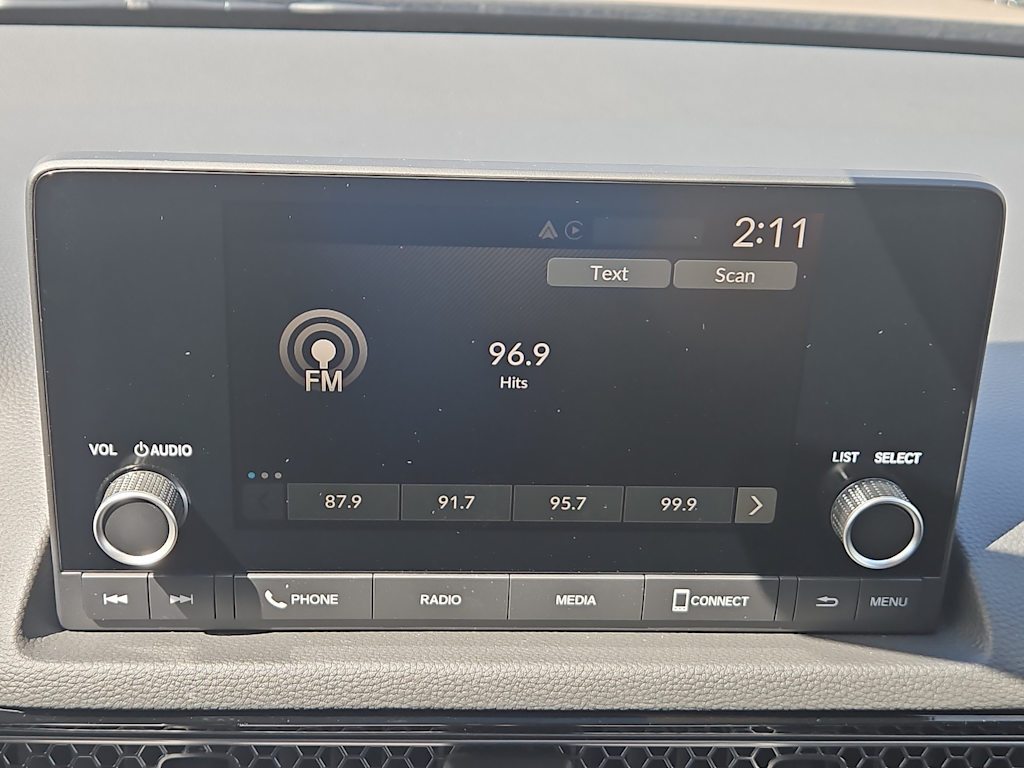 2:11
Text Scan
96.9
FM
Hits
VOL AUDIO
LIST SELECT
87.9 91.7 95.7 99.9
PHONE RADIO MEDIA CONNECT MENU